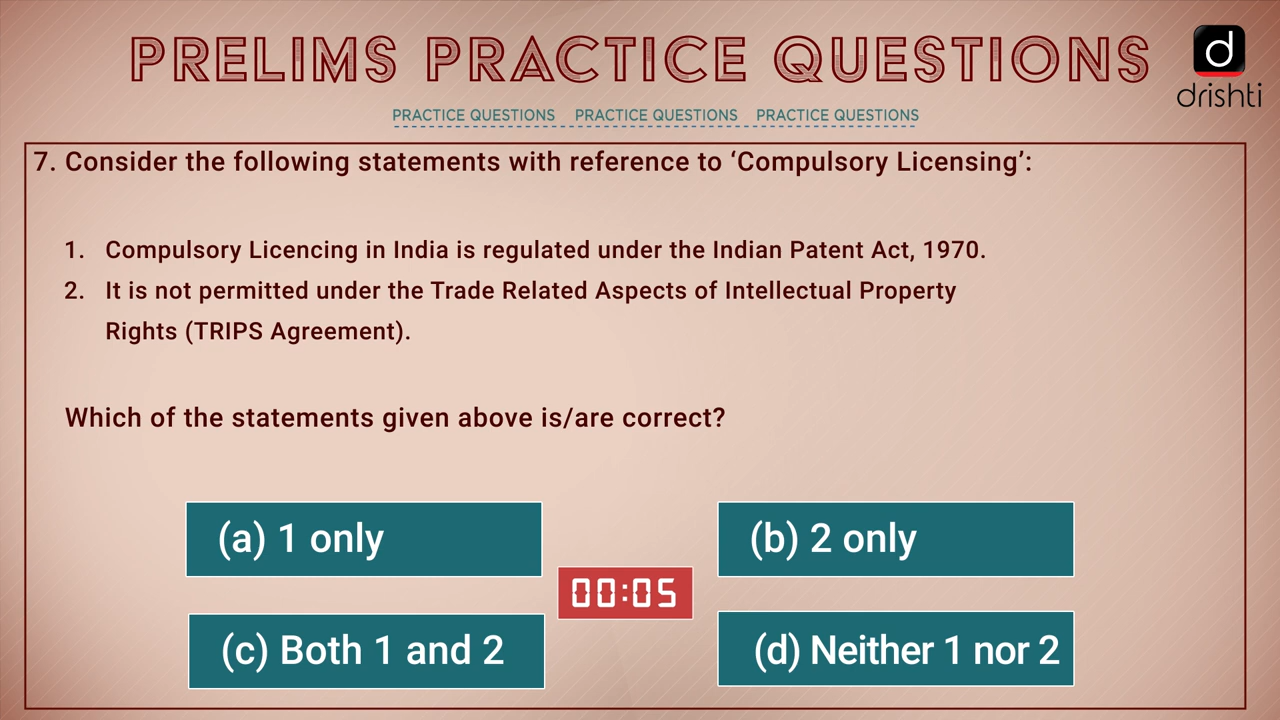 PRELIMS PRACTICE QUESTIONS
d
drishti
PRACTICE QUESTIONS PRACTICE QUESTIONS PRACTICE QUESTIONS
7. Consider the following statements with reference to ‘Compulsory Licensing’:
1. Compulsory Licencing in India is regulated under the Indian Patent Act, 1970.
2. It is not permitted under the Trade Related Aspects of Intellectual Property
Rights (TRIPS Agreement).
Which of the statements given above is/are correct?
(a) 1 only
(b) 2 only
00:05
(c) Both 1 and 2
(d) Neither 1 nor 2